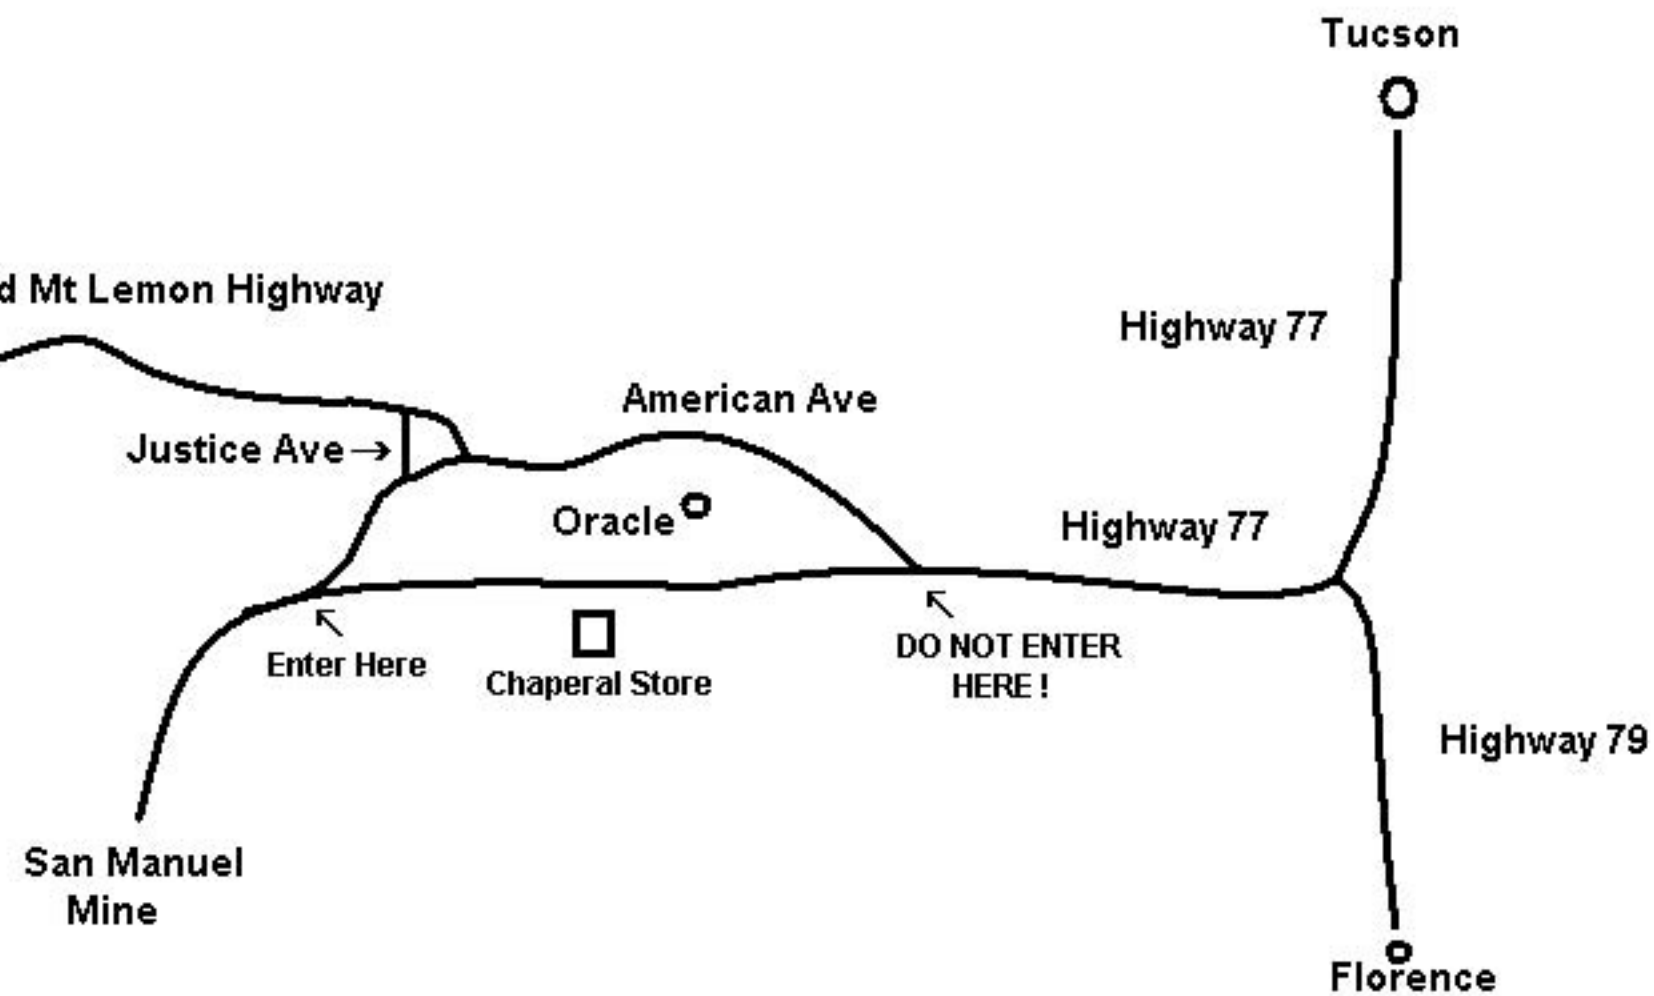 Tucson
d Mt Lemon Highway
Highway 77
American Ave
Justice Ave→
Oracle
Highway 77
Enter Here
Chaperal Store
DO NOT ENTER
HERE !
Highway 79
San Manuel
Mine
Florence